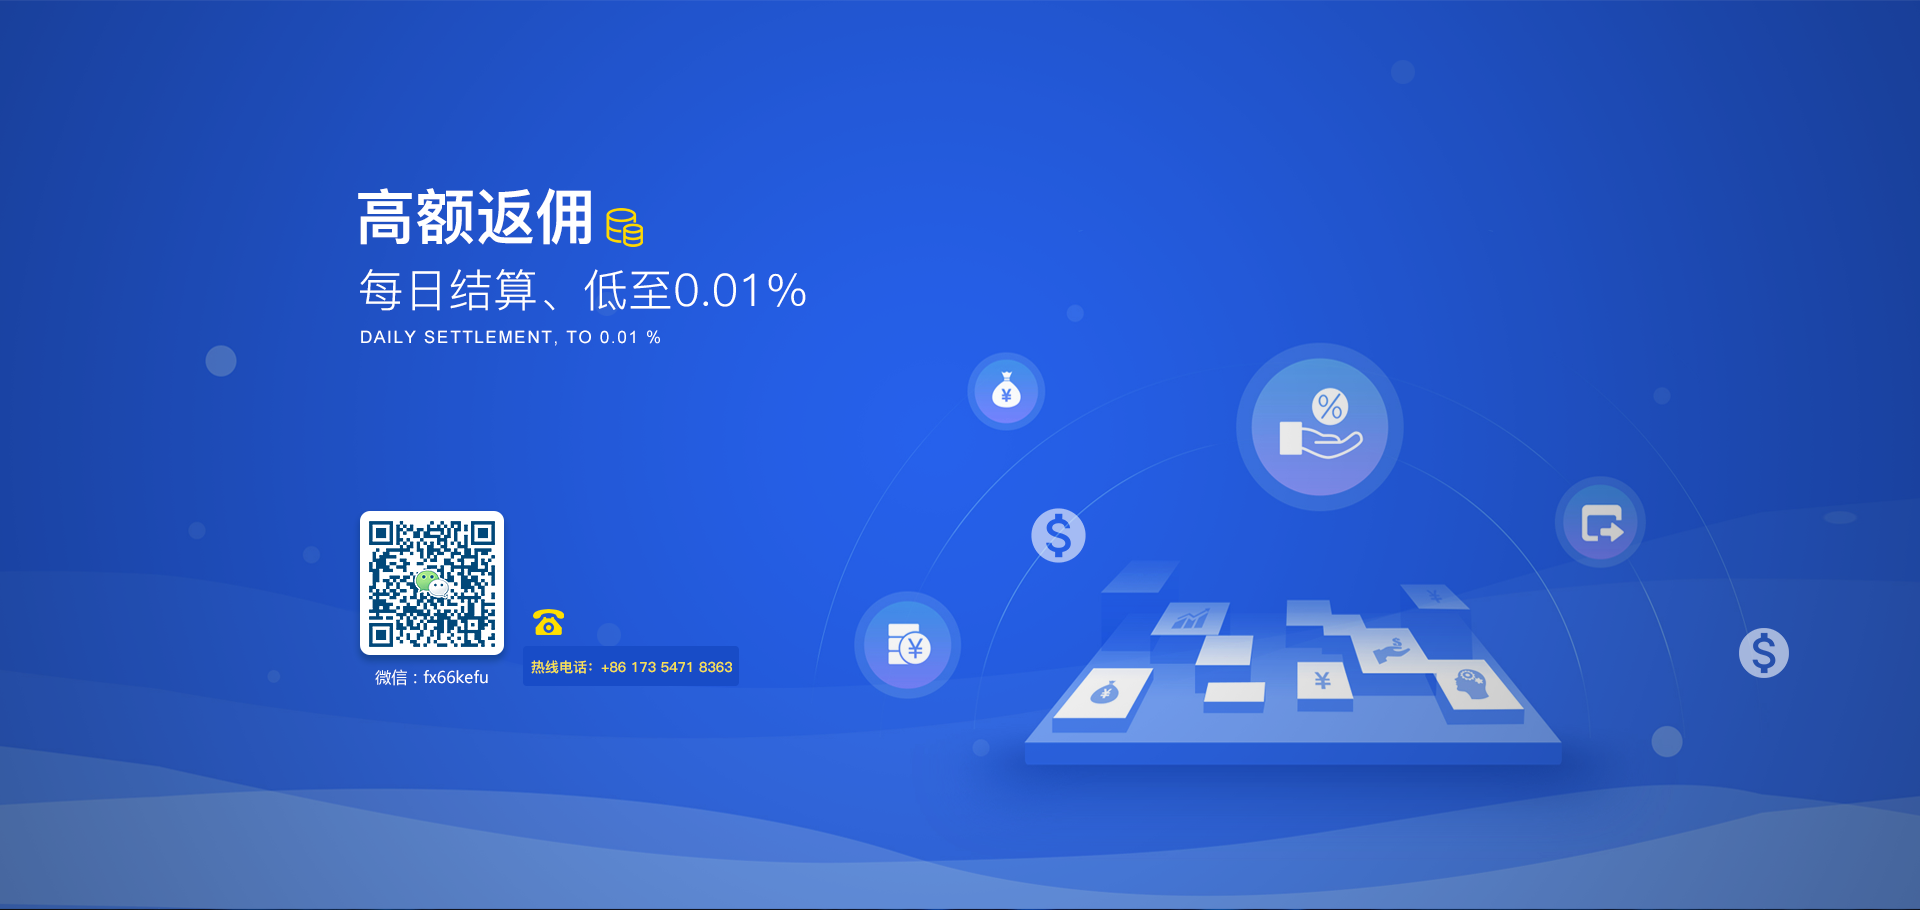 高额返佣
每日结算、低至0.01%
DAILY SETTLEMENT, TO 0.01 %
微信：fx66kefu
热线电话：+86 173 5471 8363